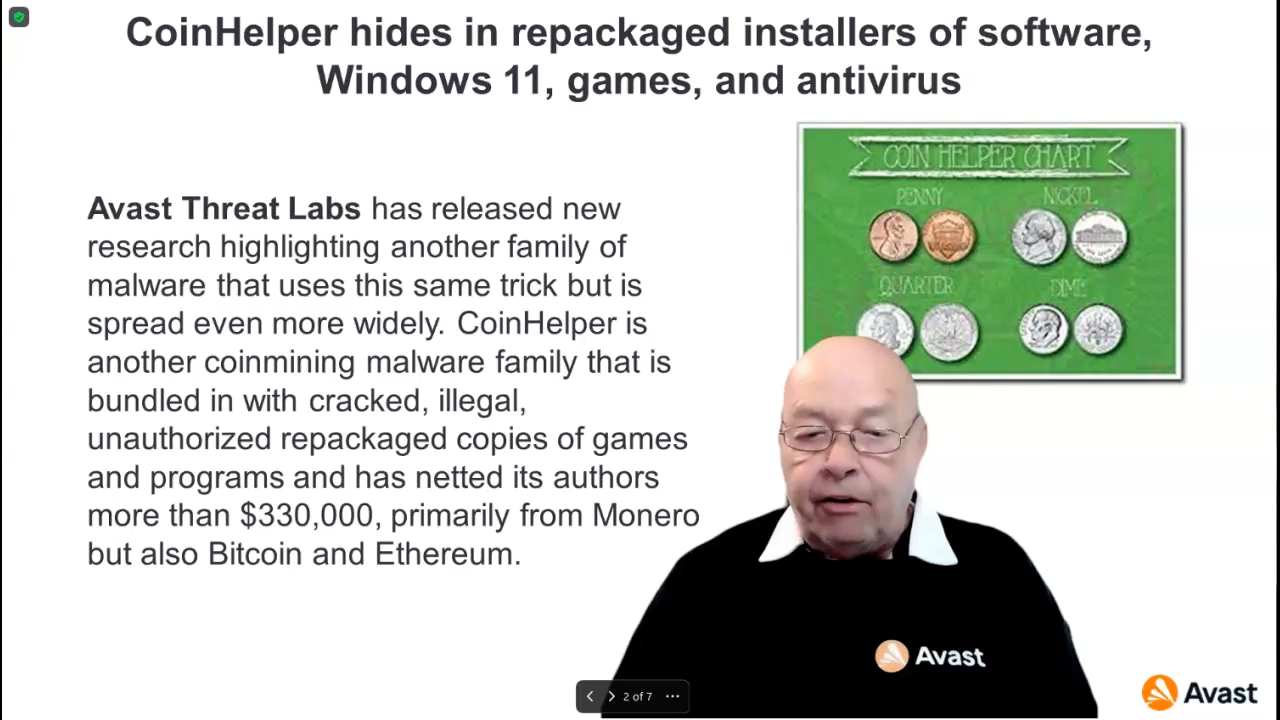 CoinHelper hides in repackaged installers of software,
Windows 11, games, and antivirus
COIN HELPER CHART
PENNY
NICKEL
QUARTER
DIME
Avast Threat Labs has released new
research highlighting another family of
malware that uses this same trick but is
spread even more widely. CoinHelper is
another coinmining malware family that is
bundled in with cracked, illegal,
unauthorized repackaged copies of games
and programs and has netted its authors
more than $330,000, primarily from Monero
but also Bitcoin and Ethereum.
Avast
2 of 7
Avast